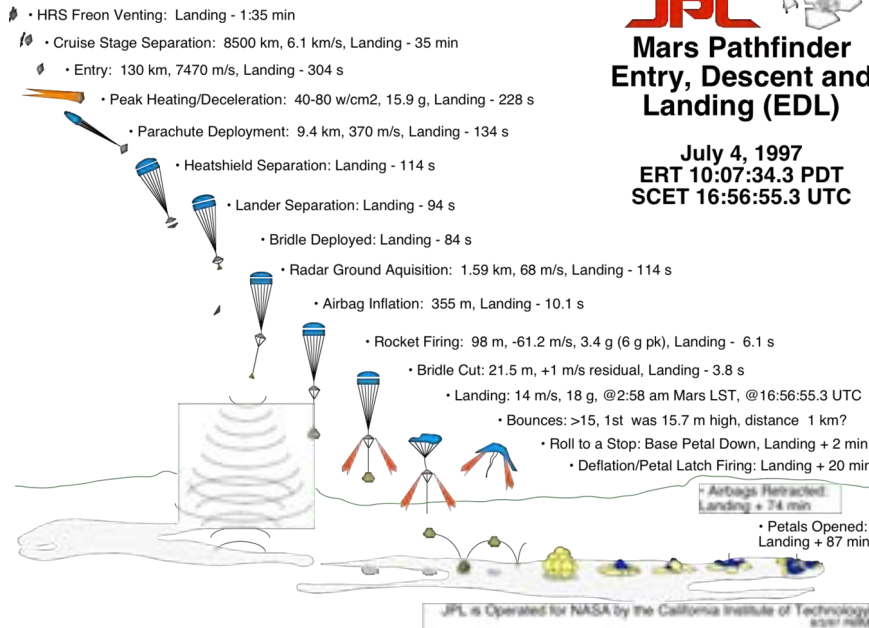 JPL
Mars Pathfinder
Entry, Descent and
Landing (EDL)
July 4, 1997
ERT 10:07:34.3 PDT
SCET 16:56:55.3 UTC
• HRS Freon Venting: Landing - 1:35 min
• Cruise Stage Separation: 8500 km, 6.1 km/s, Landing - 35 min
• Entry: 130 km, 7470 m/s, Landing - 304 s
• Peak Heating/Deceleration: 40-80 w/cm2, 15.9 g, Landing - 228 s
• Parachute Deployment: 9.4 km, 370 m/s, Landing - 134 s
• Heatshield Separation: Landing - 114 s
• Lander Separation: Landing - 94 s
• Bridle Deployed: Landing - 84 s
• Radar Ground Aquisition: 1.59 km, 68 m/s, Landing - 114 s
• Airbag Inflation: 355 m, Landing - 10.1 s
• Rocket Firing: 98 m, -61.2 m/s, 3.4 g (6 g pk), Landing - 6.1 s
• Bridle Cut: 21.5 m, +1 m/s residual, Landing - 3.8 s
• Landing: 14 m/s, 18 g, @2:58 am Mars LST, @16:56:55.3 UTC
• Bounces: >15, 1st was 15.7 m high, distance 1 km?
• Roll to a Stop: Base Petal Down, Landing + 2 min
• Deflation/Petal Latch Firing: Landing + 20 min
• Airbags Retracted:
Landing + 74 min
• Petals Opened:
Landing + 87 min
JPL is Operated for NASA by the California Institute of Technology